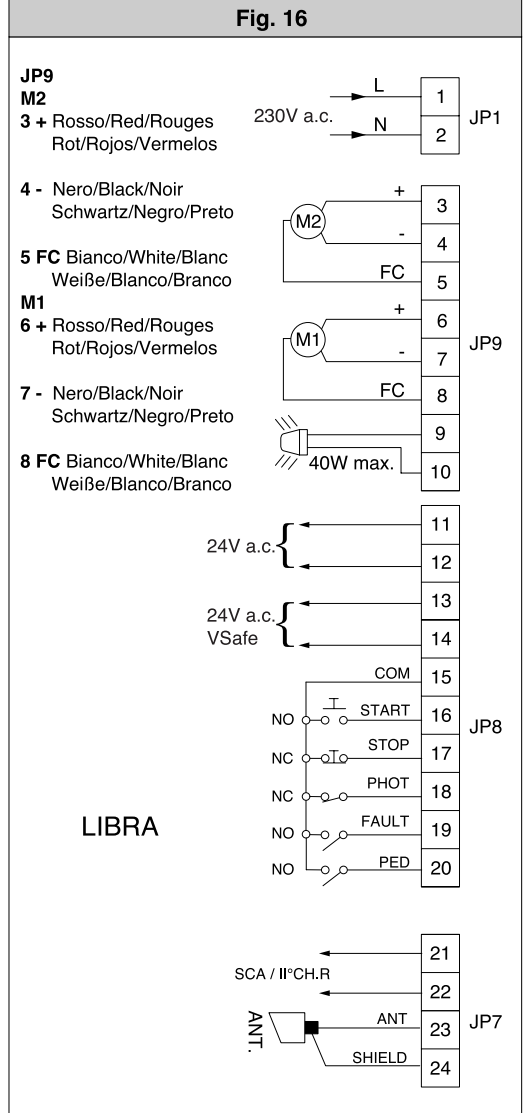 Fig. 16
JP9
M2
3 + Rosso/Red/Rouges
Rot/Rojos/Vermelos
4 - Nero/Black/Noir
Schwartz/Negro/Preto
5 FC Bianco/White/Blanc
Weiße/Blanco/Branco
M1
6 + Rosso/Red/Rouges
Rot/Rojos/Vermelos
7 - Nero/Black/Noir
Schwartz/Negro/Preto
8 FC Bianco/White/Blanc
Weiße/Blanco/Branco
230V a.c.
L 1
N 2
JP1
M2
+ 3
- 4
FC 5
M1
+ 6
- 7
FC 8
9
40W max. 10
JP9
24V a.c.
11
12
24V a.c.
VSafe
13
14
COM 15
NO START 16
NC STOP 17
NC PHOT 18
NO FAULT 19
NO PED 20
JP8
LIBRA
SCA / II°CH.R
21
22
ANT.
ANT 23
SHIELD 24
JP7